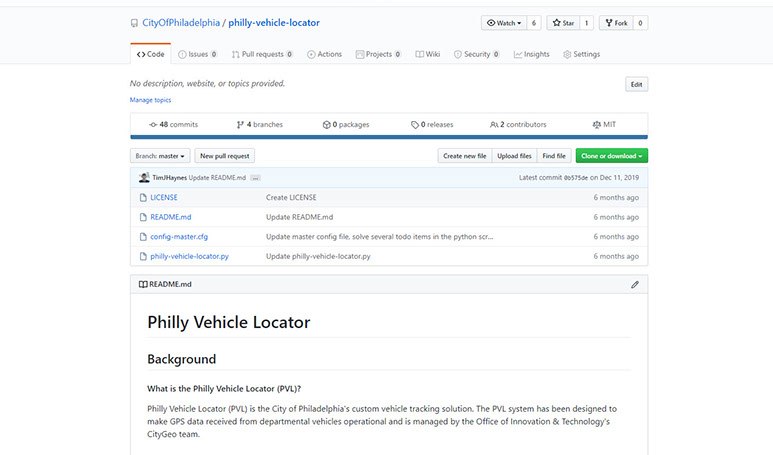 CityOfPhiladelphia / philly-vehicle-locator
Watch 6 Star 1 Fork 0
Code Issues 0 Pull requests 0 Actions Projects 0 Wiki Security 0 Insights Settings
No description, website, or topics provided. Edit
Manage topics
48 commits 4 branches 0 packages 0 releases 2 contributors MIT
Branch: master New pull request Create new file Upload files Find file Clone or download
TimJHaynes Update README.md ... Latest commit 0b575de on Dec 11, 2019
LICENSE Create LICENSE 6 months ago
README.md Update README.md 6 months ago
config-master.cfg Update master config file, solve several todo items in the python scr... 6 months ago
philly-vehicle-locator.py Update philly-vehicle-locator.py 6 months ago
README.md
Philly Vehicle Locator
Background
What is the Philly Vehicle Locator (PVL)?
Philly Vehicle Locator (PVL) is the City of Philadelphia's custom vehicle tracking solution. The PVL system has been designed to
make GPS data received from departmental vehicles operational and is managed by the Office of Innovation & Technology's
CityGeo team.